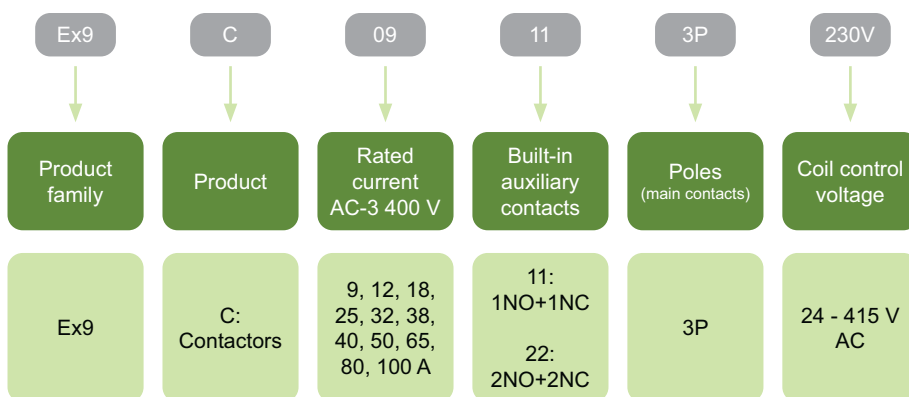 Ex9
C
09
11
3P
230V
Product
family
Product
Rated
current
AC-3 400 V
Built-in
auxiliary
contacts
Poles
(main contacts)
Coil control
voltage
Ex9
C:
Contactors
9, 12, 18,
25, 32, 38,
40, 50, 65,
80, 100 A
11:
1NO+1NC
22:
2NO+2NC
3P
24 - 415 V
AC